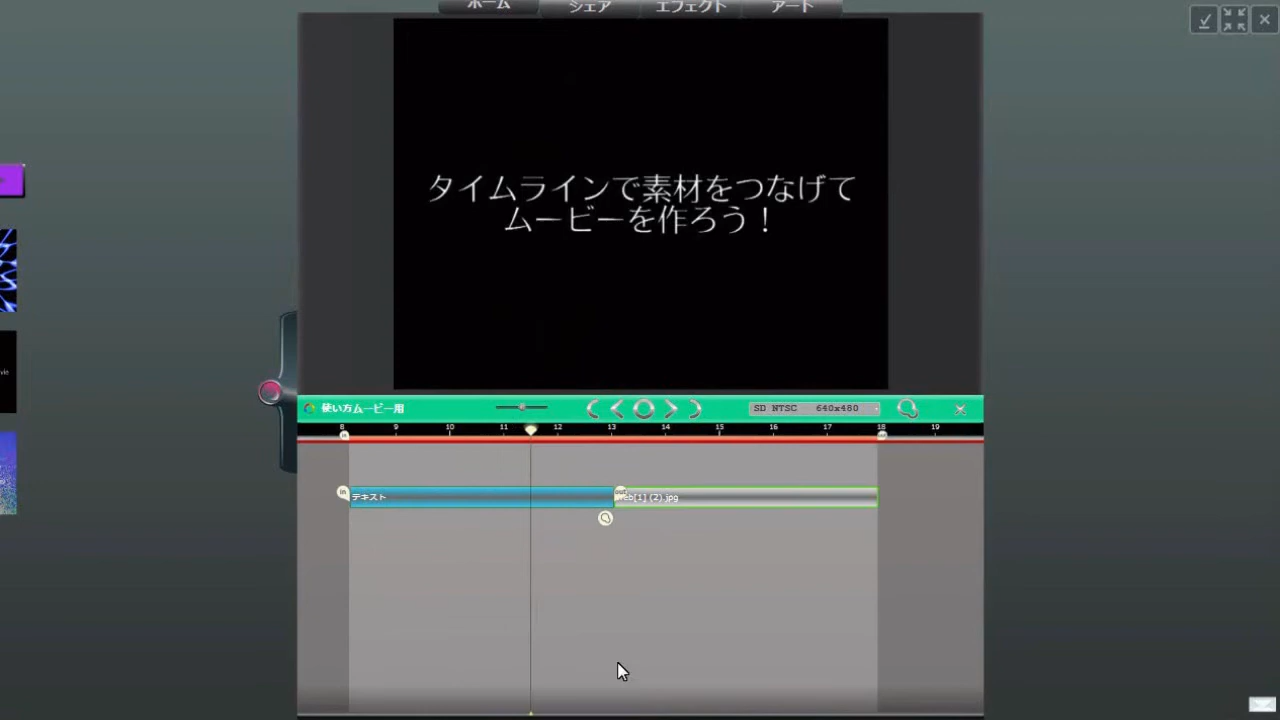 ホーム シェア エフェクト アート
タイムラインで素材をつなげて
ムービーを作ろう！
使い方ムービー用
SD NTSC 640x480
8 9 10 11 12 13 14 15 16 17 18 19
in
テキスト
(2).jpg